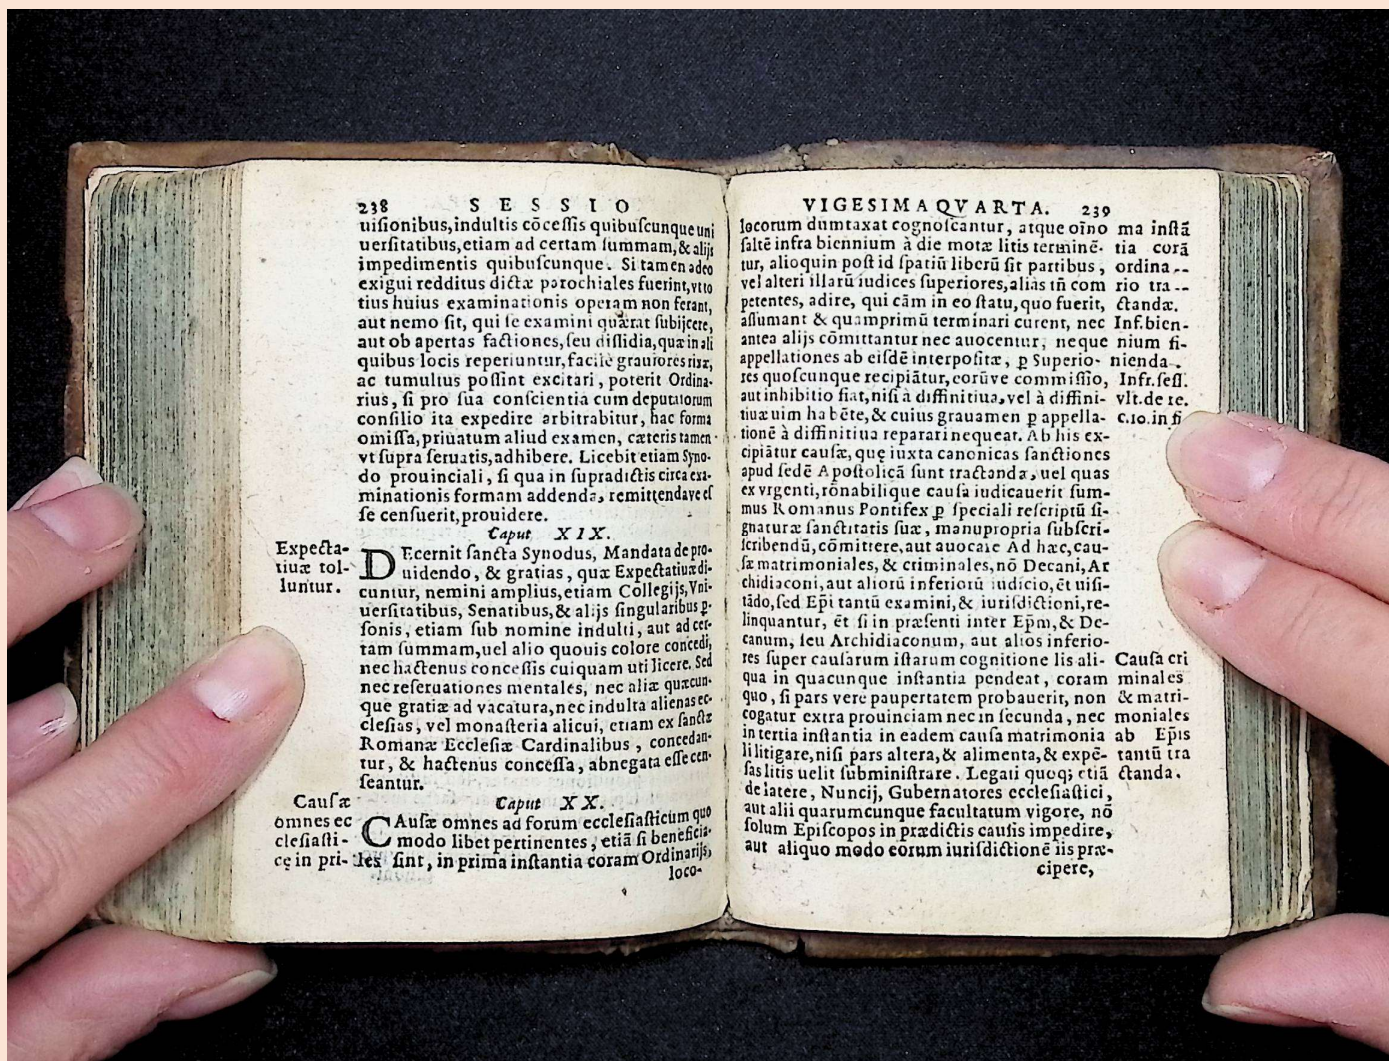 238 SESSIO
uisionibus,indultis cōcessis quibuscunque uni
uersitatibus,etiam ad certam summam,& alijs
impedimentis quibuscunque. Si tamen adeo
exigui redditus dictæ parochiales fuerint,vt to
tius huius examinationis operam non ferant,
aut nemo sit, qui se examini quærat subijcere,
aut ob apertas factiones,seu dissidia,quæ in ali
quibus locis reperiuntur,facilè grauiores rixæ,
ac tumultus possint excitari, poterit Ordina-
rius, si pro sua conscientia cum deputatorum
consilio ita expedire arbitrabitur, hac forma
omissa,priuatum aliud examen, cæteris tamen
vt supra seruatis,adhibere. Licebit etiam Syno-
do prouinciali, si qua in supradictis circa exa-
minationis formam addenda, remittendave es
se censuerit,prouidere.
Caput XIX.
Expecta-
tiuæ tol-
luntur.
DEcernit sancta Synodus, Mandata de pro-
uidendo, & gratias, quæ Expectatiuæ di-
cuntur, nemini amplius,etiam Collegijs,Vni-
uersitatibus, Senatibus,& alijs singularibus ꝑ-
sonis, etiam sub nomine indulti, aut ad cer-
tam summam,uel alio quouis colore concedi,
nec hactenus concessis cuiquam uti licere. Sed
nec reseruationes mentales, nec aliæ quæcun-
que gratiæ ad vacatura,nec indulta alienas ec-
clesias, vel monasteria alicui, etiam ex sanctæ
Romanæ Ecclesiæ Cardinalibus, concedan-
tur, & hactenus concessa, abnegata esse cen-
seantur.
Caput XX.
Causæ
omnes ec
clesiasti-
cę in pri-
CAusæ omnes ad forum ecclesiasticum quo
modo libet pertinentes, etiā si beneficia-
les sint, in prima instantia coram Ordinarijs,
loco-
VIGESIMAQVARTA. 239
locorum dumtaxat cognoscantur, atque oīno
saltē infra biennium à die motæ litis terminē-
tur, alioquin post id spatiū liberū sit partibus,
vel alteri illarū iudices superiores,aliàs tn̄ com
petentes, adire, qui cām in eo statu,quo fuerit,
assumant & quamprimū terminari curent, nec
antea alijs cōmittantur nec auocentur, neque
appellationes ab eisdē interpositæ, ꝑ Superio-
res quoscunque recipiātur,corūve commissio,
aut inhibitio fiat,nisi à diffinitiua,vel à diffini-
tiuæ uim habēte,& cuius grauamen ꝑ appella-
tionē à diffinitiua reparari nequeat. Ab his ex-
cipiātur causæ, quę iuxta canonicas sanctiones
apud sedē Apostolicā sunt tractandæ, uel quas
ex vrgenti,rōnabilique causa iudicauerit sum-
mus Romanus Pontifex ꝑ speciali rescriptū si-
gnaturæ sanctitatis suæ, manupropria subscri-
scribendū,cōmittere,aut auocare Ad hæc,cau-
sæ matrimoniales, & criminales,nō Decani,Ar
chidiaconi,aut aliorū inferiorū iudicio,ēt uisi-
tādo,sed Ep̄i tantū examini,& iurisdictioni,re-
linquantur, ēt si in præsenti inter Ep̄m,& De-
canum, seu Archidiaconum, aut alios inferio-
res super causarum istarum cognitione lis ali-
qua in quacunque instantia pendeat, coram
quo, si pars vere paupertatem probauerit, non
cogatur extra prouinciam nec in secunda, nec
in tertia instantia in eadem causa matrimonia
li litigare,nisi pars altera,& alimenta,& expē-
sas litis uelit subministrare. Legati quoq; etiā
de latere, Nuncij, Gubernatores ecclesiastici,
aut alii quarumcunque facultatum vigore, nō
solum Episcopos in prædictis causis impedire,
aut aliquo modo eorum iurisdictionē iis præ-
cipere,
ma instā
tia corā
ordina--
rio tra--
ctandæ.
Inf.bien-
nium fi-
nienda.
Infr.sess.
vlt.de re.
c.10.in fi
Causa cri
minales
& matri-
moniales
ab Ep̄is
tantū tra
ctanda.